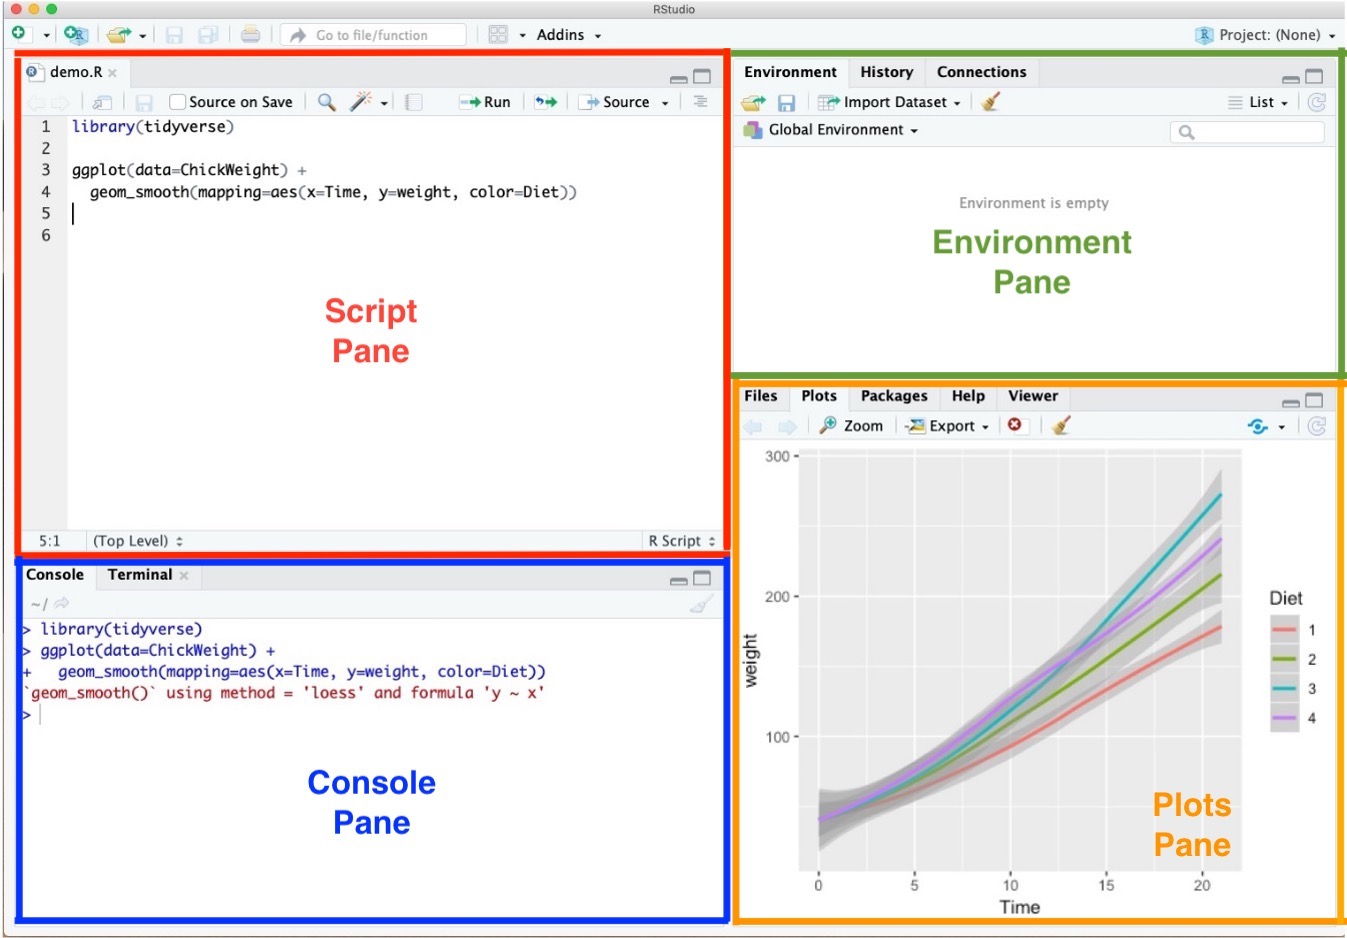 RStudio
Go to file/function
Addins
Project: (None)
demo.R
Source on Save
Run
Source
1 library(tidyverse)
2
3 ggplot(data=ChickWeight) +
4   geom_smooth(mapping=aes(x=Time, y=weight, color=Diet))
5
6
Script
Pane
5:1 (Top Level) R Script
Console Terminal
~/
> library(tidyverse)
> ggplot(data=ChickWeight) +
+   geom_smooth(mapping=aes(x=Time, y=weight, color=Diet))
`geom_smooth()` using method = 'loess' and formula 'y ~ x'
>
Console
Pane
Environment History Connections
Import Dataset List
Global Environment
Environment is empty
Environment
Pane
Files Plots Packages Help Viewer
Zoom Export
300
200
100
weight
0 5 10 15 20
Time
Diet
1
2
3
4
Plots
Pane